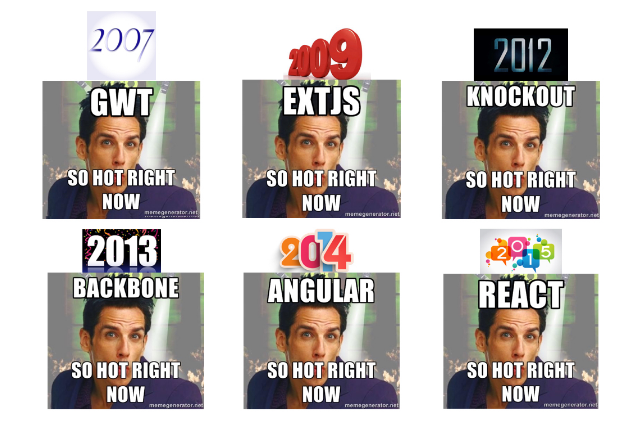 2007
GWT
SO HOT RIGHT
NOW
memegenerator.net
2009
EXTJS
SO HOT RIGHT
NOW
memegenerator.net
2012
KNOCKOUT
SO HOT RIGHT
NOW
memegenerator.net
2013
BACKBONE
SO HOT RIGHT
NOW
memegenerator.net
2014
ANGULAR
SO HOT RIGHT
NOW
memegenerator.net
2015
REACT
SO HOT RIGHT
NOW
memegenerator.net